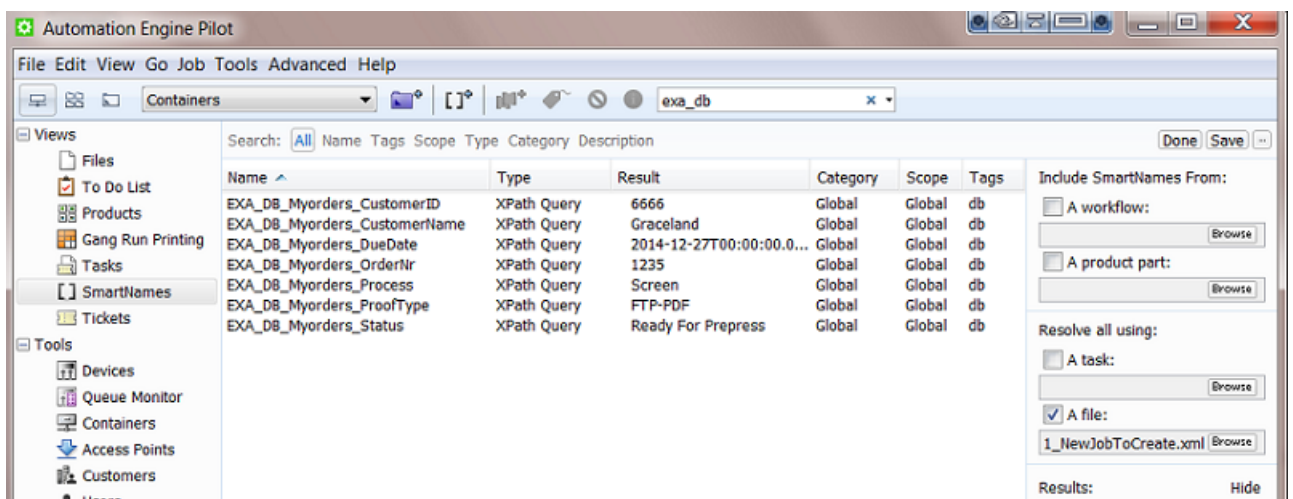 Automation Engine Pilot
File Edit View Go Job Tools Advanced Help
Containers exa_db
Views
Files
To Do List
Products
Gang Run Printing
Tasks
SmartNames
Tickets
Tools
Devices
Queue Monitor
Containers
Access Points
Customers
Search: All Name Tags Scope Type Category Description Done Save
Name Type Result Category Scope Tags
EXA_DB_Myorders_CustomerID XPath Query 6666 Global Global db
EXA_DB_Myorders_CustomerName XPath Query Graceland Global Global db
EXA_DB_Myorders_DueDate XPath Query 2014-12-27T00:00:00.0... Global Global db
EXA_DB_Myorders_OrderNr XPath Query 1235 Global Global db
EXA_DB_Myorders_Process XPath Query Screen Global Global db
EXA_DB_Myorders_ProofType XPath Query FTP-PDF Global Global db
EXA_DB_Myorders_Status XPath Query Ready For Prepress Global Global db
Include SmartNames From:
A workflow:
Browse
A product part:
Browse
Resolve all using:
A task:
Browse
A file:
1_NewJobToCreate.xml Browse
Results: Hide